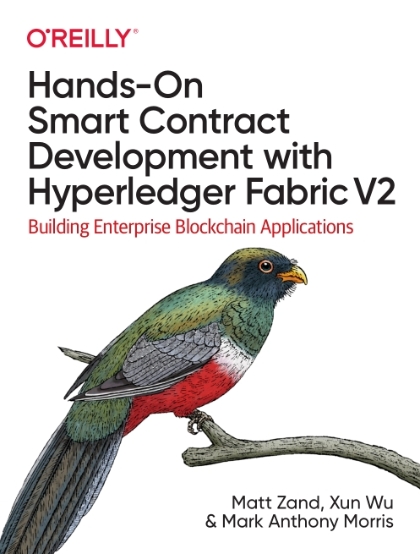 O'REILLY®
Hands-On
Smart Contract
Development with
Hyperledger Fabric V2
Building Enterprise Blockchain Applications
Matt Zand, Xun Wu
& Mark Anthony Morris